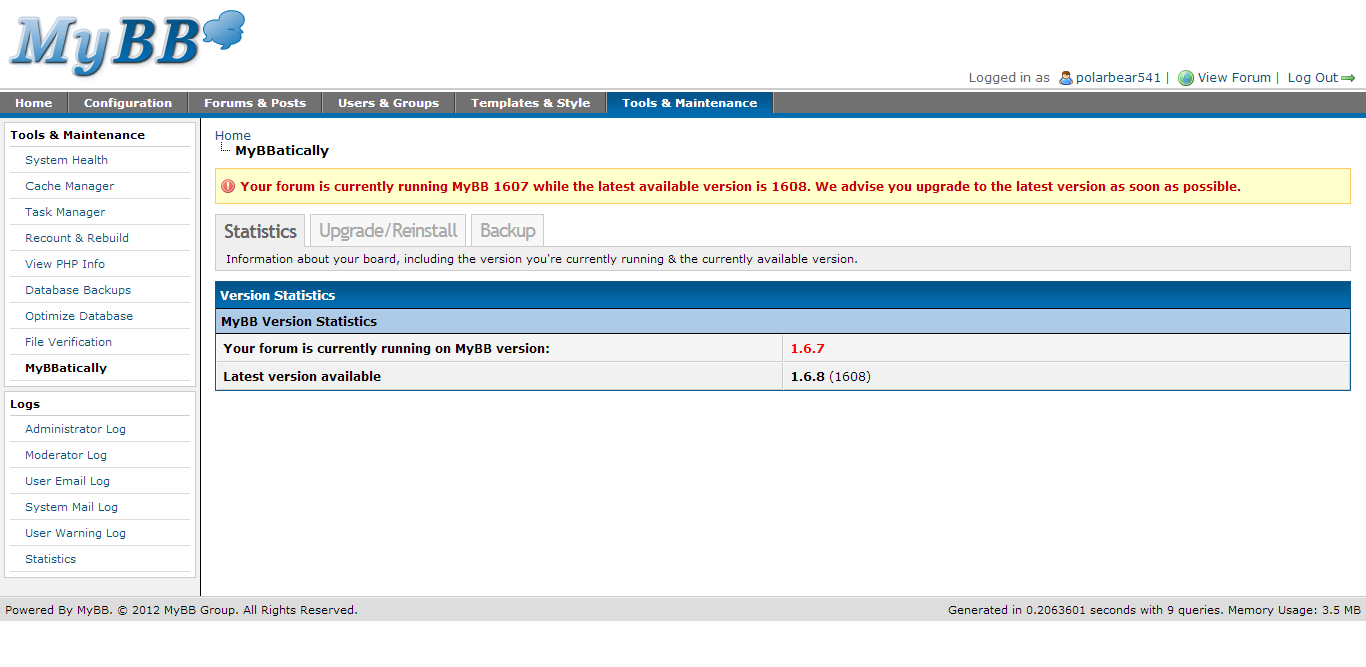 MyBB
Logged in as polarbear541 | View Forum | Log Out
Home Configuration Forums & Posts Users & Groups Templates & Style Tools & Maintenance
Tools & Maintenance
System Health
Cache Manager
Task Manager
Recount & Rebuild
View PHP Info
Database Backups
Optimize Database
File Verification
MyBBatically
Logs
Administrator Log
Moderator Log
User Email Log
System Mail Log
User Warning Log
Statistics
Home
MyBBatically
Your forum is currently running MyBB 1607 while the latest available version is 1608. We advise you upgrade to the latest version as soon as possible.
Statistics Upgrade/Reinstall Backup
Information about your board, including the version you're currently running & the currently available version.
Version Statistics
MyBB Version Statistics
Your forum is currently running on MyBB version: 1.6.7
Latest version available 1.6.8 (1608)
Powered By MyBB. © 2012 MyBB Group. All Rights Reserved. Generated in 0.2063601 seconds with 9 queries. Memory Usage: 3.5 MB